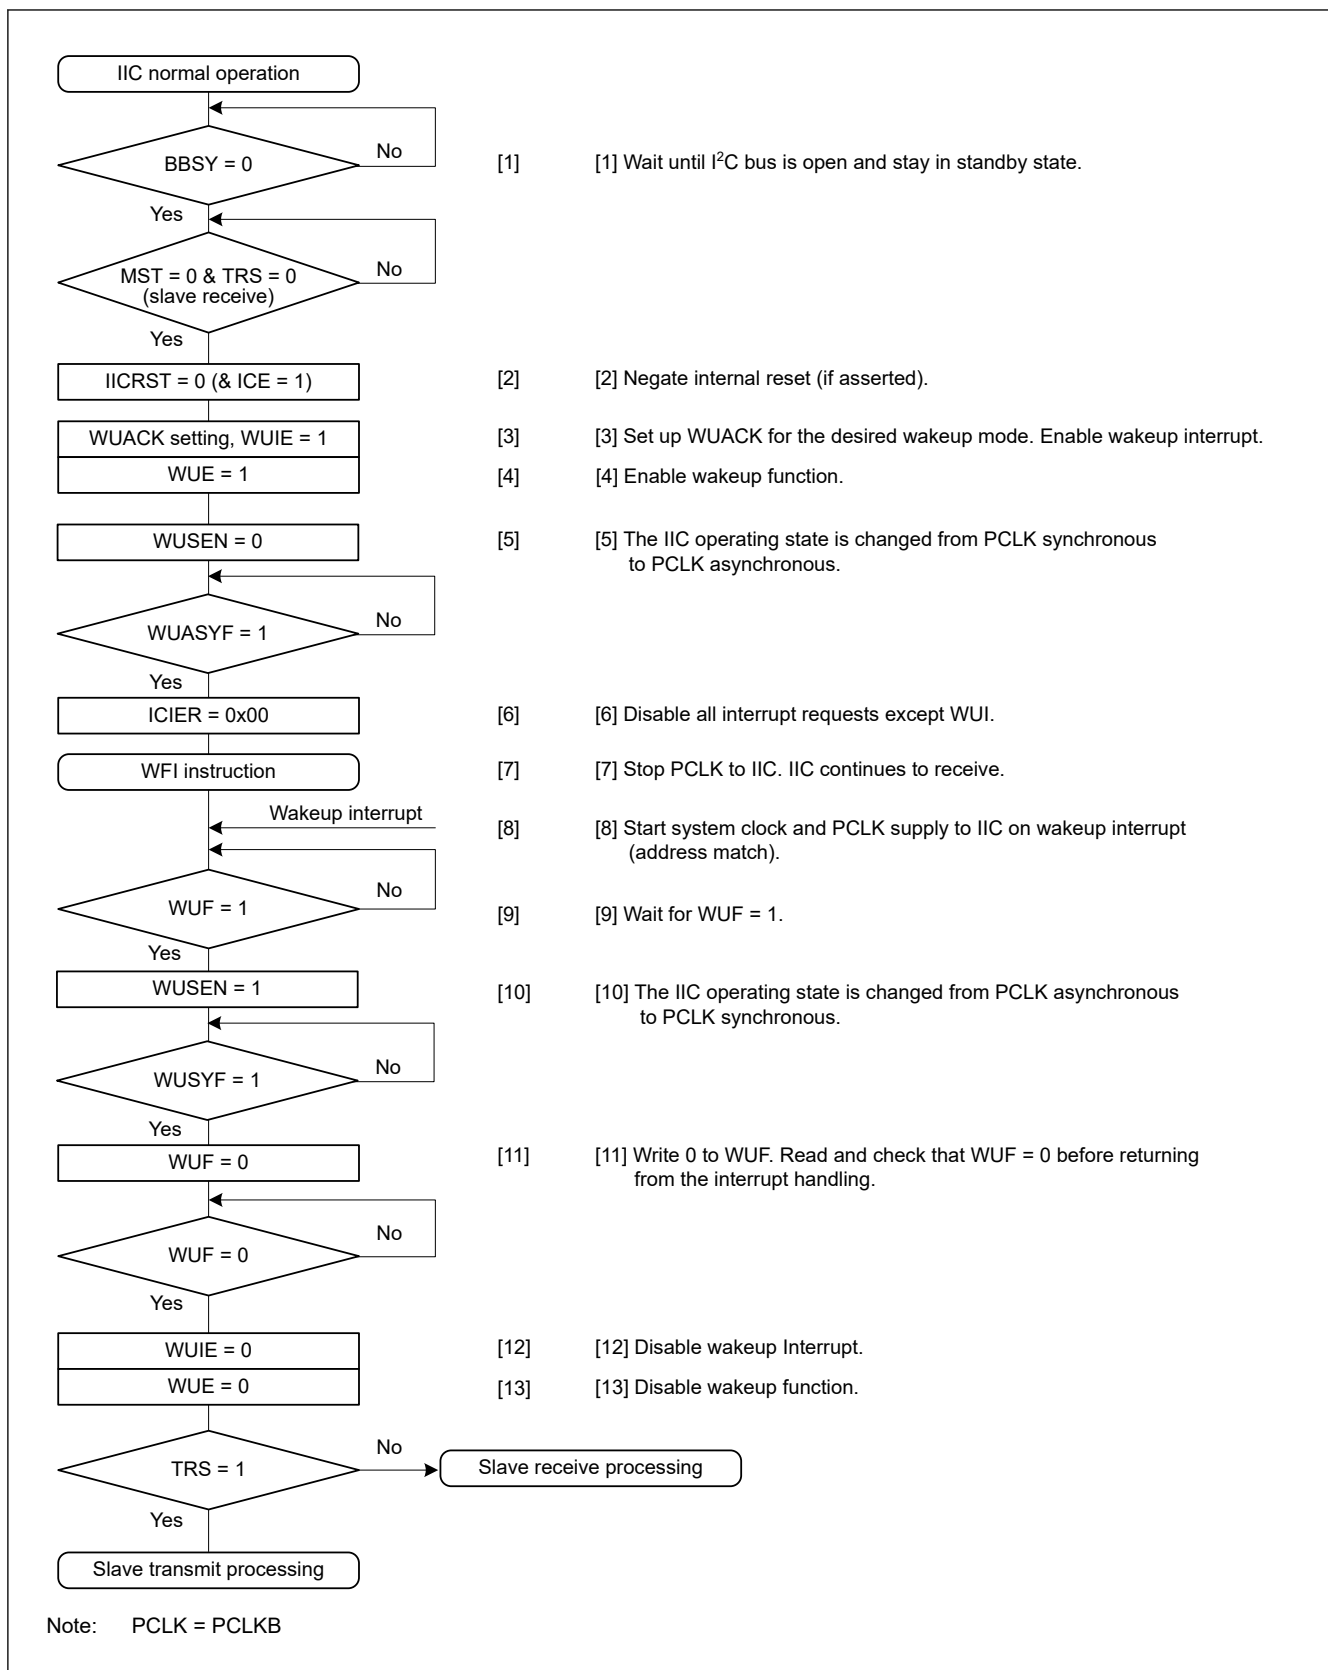 IIC normal operation
BBSY = 0
No
[1] [1] Wait until I²C bus is open and stay in standby state.
Yes
MST = 0 & TRS = 0
(slave receive)
No
Yes
IICRST = 0 (& ICE = 1)
[2] [2] Negate internal reset (if asserted).
WUACK setting, WUIE = 1
[3] [3] Set up WUACK for the desired wakeup mode. Enable wakeup interrupt.
WUE = 1
[4] [4] Enable wakeup function.
WUSEN = 0
[5] [5] The IIC operating state is changed from PCLK synchronous
to PCLK asynchronous.
WUASYF = 1
No
Yes
ICIER = 0x00
[6] [6] Disable all interrupt requests except WUI.
WFI instruction
[7] [7] Stop PCLK to IIC. IIC continues to receive.
Wakeup interrupt
[8] [8] Start system clock and PCLK supply to IIC on wakeup interrupt
(address match).
No
WUF = 1
[9] [9] Wait for WUF = 1.
Yes
WUSEN = 1
[10] [10] The IIC operating state is changed from PCLK asynchronous
to PCLK synchronous.
No
WUSYF = 1
Yes
WUF = 0
[11] [11] Write 0 to WUF. Read and check that WUF = 0 before returning
from the interrupt handling.
No
WUF = 0
Yes
WUIE = 0
[12] [12] Disable wakeup Interrupt.
WUE = 0
[13] [13] Disable wakeup function.
No
TRS = 1
Slave receive processing
Yes
Slave transmit processing
Note: PCLK = PCLKB